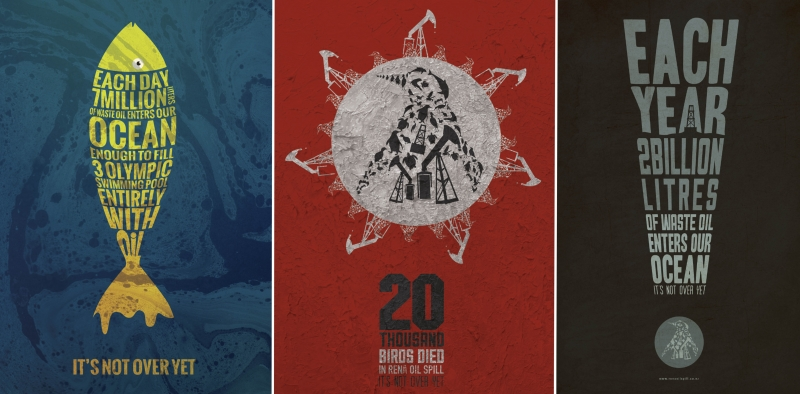 EACH DAY
7MILLION LITERS
OF WASTE OIL ENTERS OUR
OCEAN
ENOUGH TO FILL
3 OLYMPIC
SWIMMING POOL
ENTIRELY
WITH
Oil
IT'S NOT OVER YET
20
THOUSAND
BIRDS DIED
IN RENA OIL SPILL
IT'S NOT OVER YET
EACH
YEAR
2BILLION
LITRES
OF WASTE OIL
ENTERS OUR
OCEAN
IT'S NOT OVER YET